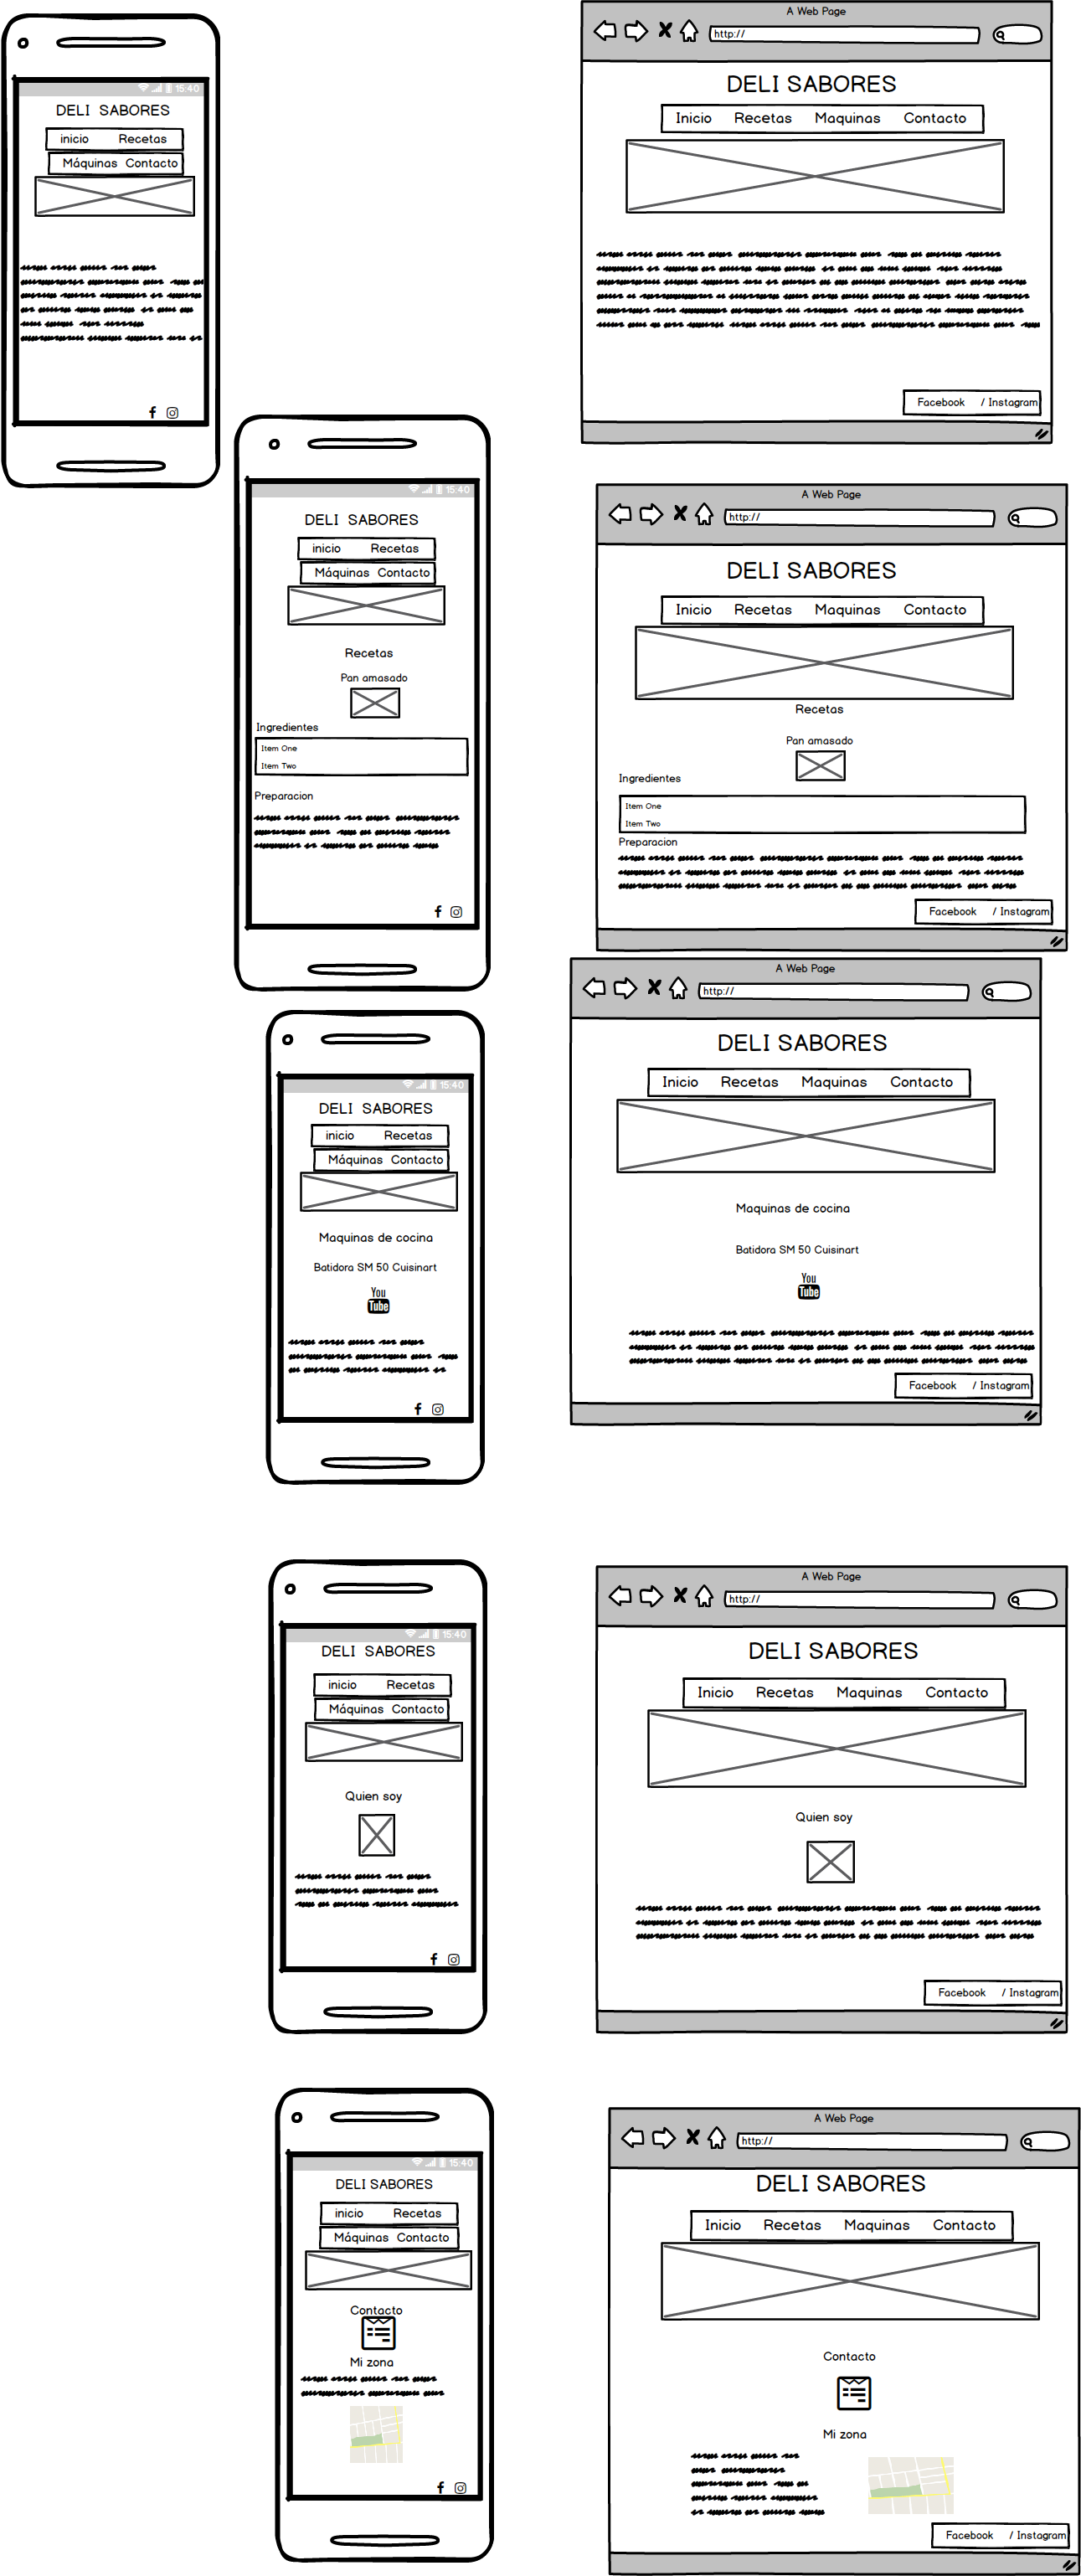 15:40
DELI SABORES
inicio Recetas
Máquinas Contacto
A Web Page
http://
DELI SABORES
Inicio Recetas Maquinas Contacto
Facebook / Instagram
15:40
DELI SABORES
inicio Recetas
Máquinas Contacto
Recetas
Pan amasado
Ingredientes
Item One
Item Two
Preparacion
A Web Page
http://
DELI SABORES
Inicio Recetas Maquinas Contacto
Recetas
Pan amasado
Ingredientes
Item One
Item Two
Preparacion
Facebook / Instagram
15:40
DELI SABORES
inicio Recetas
Máquinas Contacto
Maquinas de cocina
Batidora SM 50 Cuisinart
You
Tube
A Web Page
http://
DELI SABORES
Inicio Recetas Maquinas Contacto
Maquinas de cocina
Batidora SM 50 Cuisinart
You
Tube
Facebook / Instagram
15:40
DELI SABORES
inicio Recetas
Máquinas Contacto
Quien soy
A Web Page
http://
DELI SABORES
Inicio Recetas Maquinas Contacto
Quien soy
Facebook / Instagram
15:40
DELI SABORES
inicio Recetas
Máquinas Contacto
Contacto
Mi zona
A Web Page
http://
DELI SABORES
Inicio Recetas Maquinas Contacto
Contacto
Mi zona
Facebook / Instagram